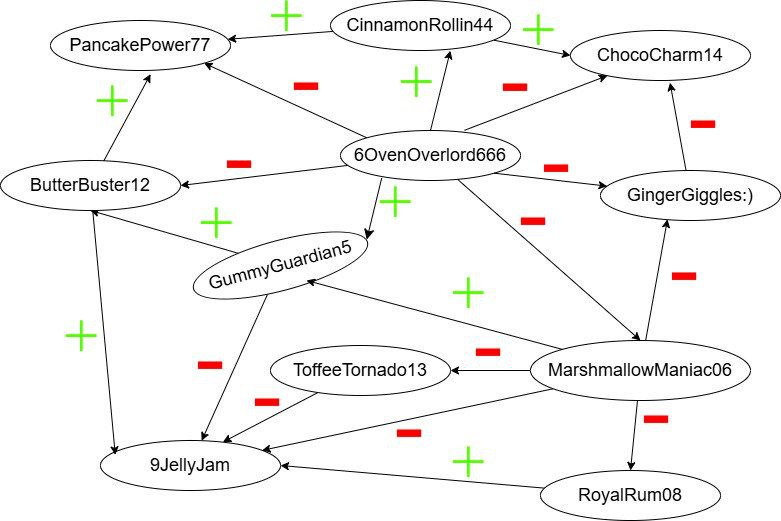 CinnamonRollin44
PancakePower77
ChocoCharm14
6OvenOverlord666
ButterBuster12
GingerGiggles:)
GummyGuardian5
ToffeeTornado13
MarshmallowManiac06
9JellyJam
RoyalRum08